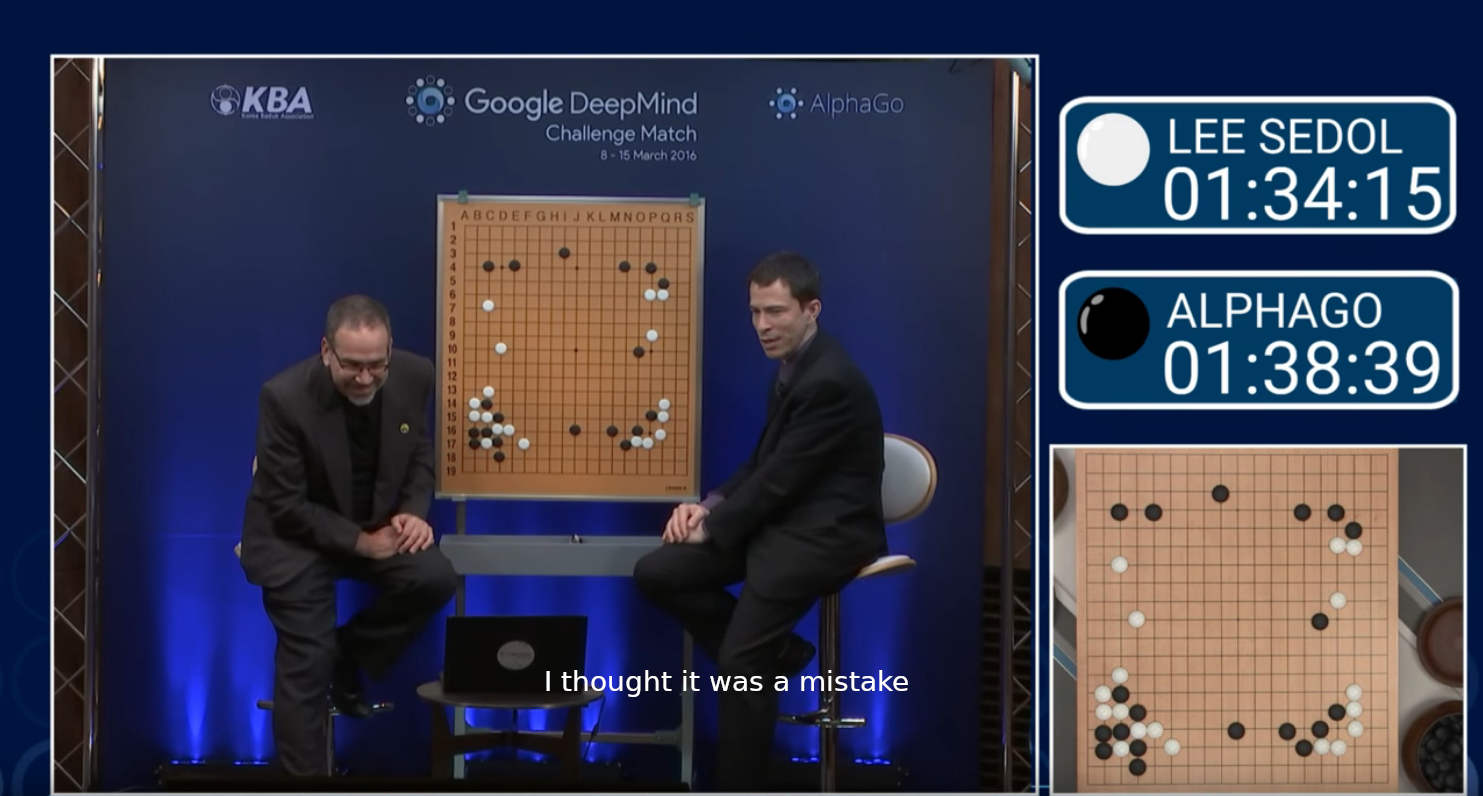 KBA
Korea Baduk Association
Google DeepMind
Challenge Match
8 - 15 March 2016
AlphaGo
LEE SEDOL
01:34:15
ALPHAGO
01:38:39
ABCDEFGHIJKLMNOPQRS
1
2
3
4
5
6
7
8
9
10
11
12
13
14
15
16
17
18
19
I thought it was a mistake